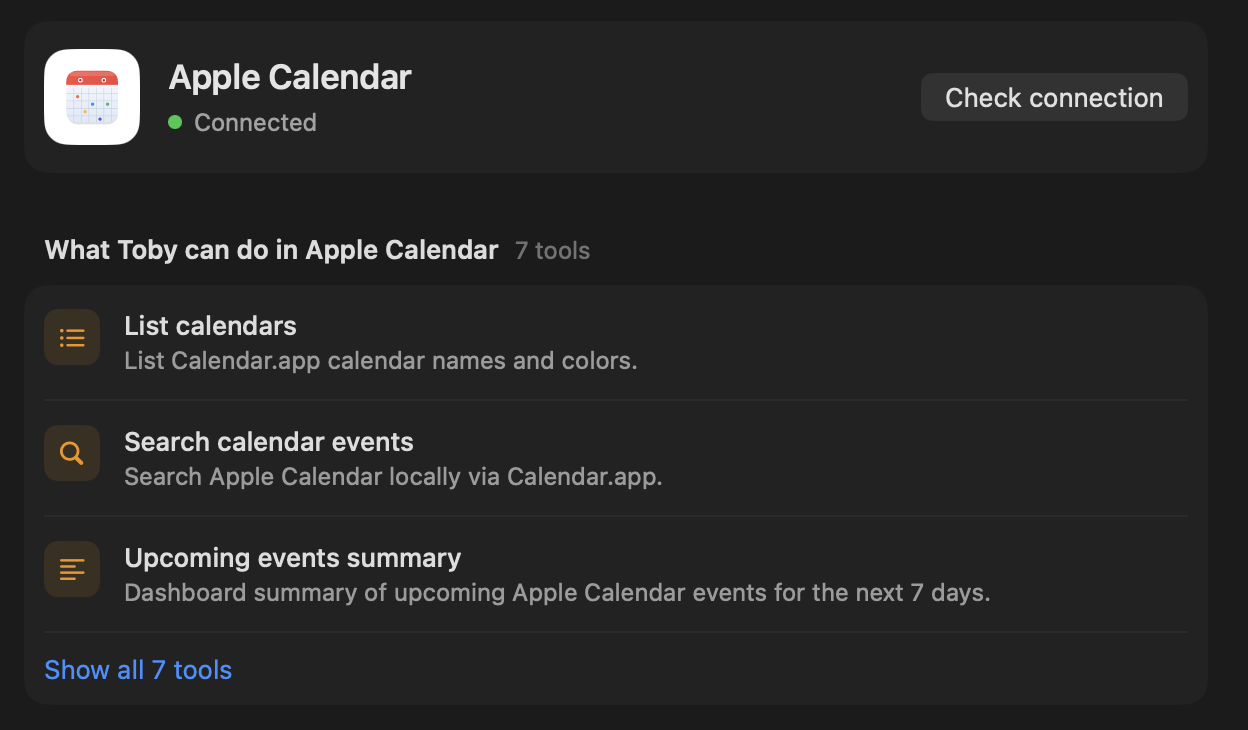 Apple Calendar
Connected
Check connection
What Toby can do in Apple Calendar 7 tools
List calendars
List Calendar.app calendar names and colors.
Search calendar events
Search Apple Calendar locally via Calendar.app.
Upcoming events summary
Dashboard summary of upcoming Apple Calendar events for the next 7 days.
Show all 7 tools